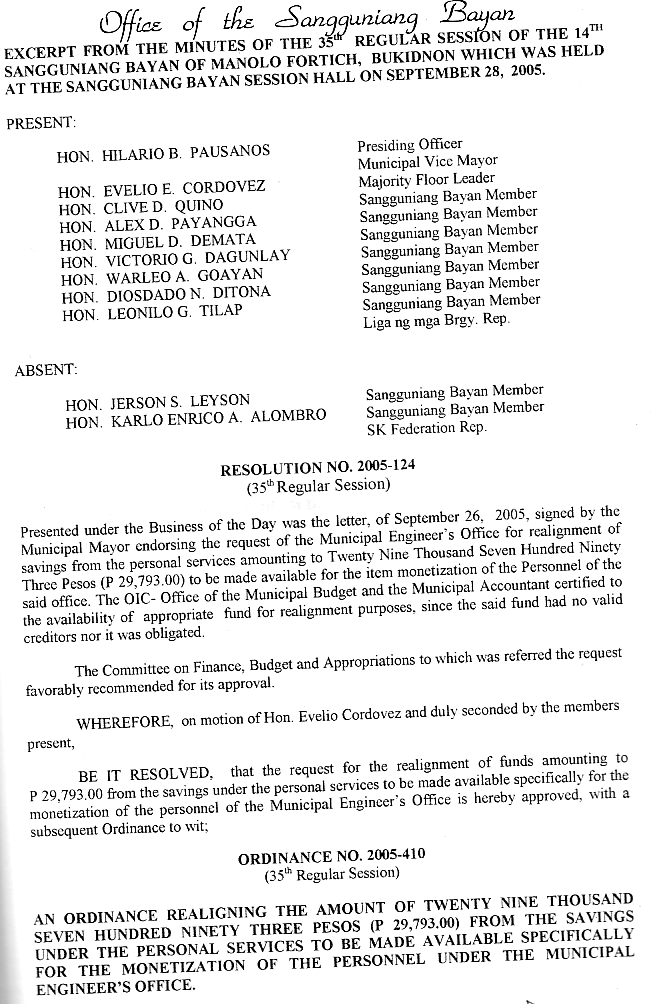 Office of the Sangguniang Bayan
EXCERPT FROM THE MINUTES OF THE 35th REGULAR SESSION OF THE 14TH
SANGGUNIANG BAYAN OF MANOLO FORTICH, BUKIDNON WHICH WAS HELD
AT THE SANGGUNIANG BAYAN SESSION HALL ON SEPTEMBER 28, 2005.
PRESENT:
HON. HILARIO B. PAUSANOS Presiding Officer
Municipal Vice Mayor
HON. EVELIO E. CORDOVEZ Majority Floor Leader
HON. CLIVE D. QUINO Sangguniang Bayan Member
HON. ALEX D. PAYANGGA Sangguniang Bayan Member
HON. MIGUEL D. DEMATA Sangguniang Bayan Member
HON. VICTORIO G. DAGUNLAY Sangguniang Bayan Member
HON. WARLEO A. GOAYAN Sangguniang Bayan Member
HON. DIOSDADO N. DITONA Sangguniang Bayan Member
HON. LEONILO G. TILAP Sangguniang Bayan Member
Liga ng mga Brgy. Rep.
ABSENT:
HON. JERSON S. LEYSON Sangguniang Bayan Member
HON. KARLO ENRICO A. ALOMBRO Sangguniang Bayan Member
SK Federation Rep.
RESOLUTION NO. 2005-124
(35th Regular Session)
Presented under the Business of the Day was the letter, of September 26, 2005, signed by the
Municipal Mayor endorsing the request of the Municipal Engineer's Office for realignment of
savings from the personal services amounting to Twenty Nine Thousand Seven Hundred Ninety
Three Pesos (P 29,793.00) to be made available for the item monetization of the Personnel of the
said office. The OIC- Office of the Municipal Budget and the Municipal Accountant certified to
the availability of appropriate fund for realignment purposes, since the said fund had no valid
creditors nor it was obligated.
The Committee on Finance, Budget and Appropriations to which was referred the request
favorably recommended for its approval.
WHEREFORE, on motion of Hon. Evelio Cordovez and duly seconded by the members
present,
BE IT RESOLVED, that the request for the realignment of funds amounting to
P 29,793.00 from the savings under the personal services to be made available specifically for the
monetization of the personnel of the Municipal Engineer's Office is hereby approved, with a
subsequent Ordinance to wit;
ORDINANCE NO. 2005-410
(35th Regular Session)
AN ORDINANCE REALIGNING THE AMOUNT OF TWENTY NINE THOUSAND
SEVEN HUNDRED NINETY THREE PESOS (P 29,793.00) FROM THE SAVINGS
UNDER THE PERSONAL SERVICES TO BE MADE AVAILABLE SPECIFICALLY
FOR THE MONETIZATION OF THE PERSONNEL UNDER THE MUNICIPAL
ENGINEER'S OFFICE.